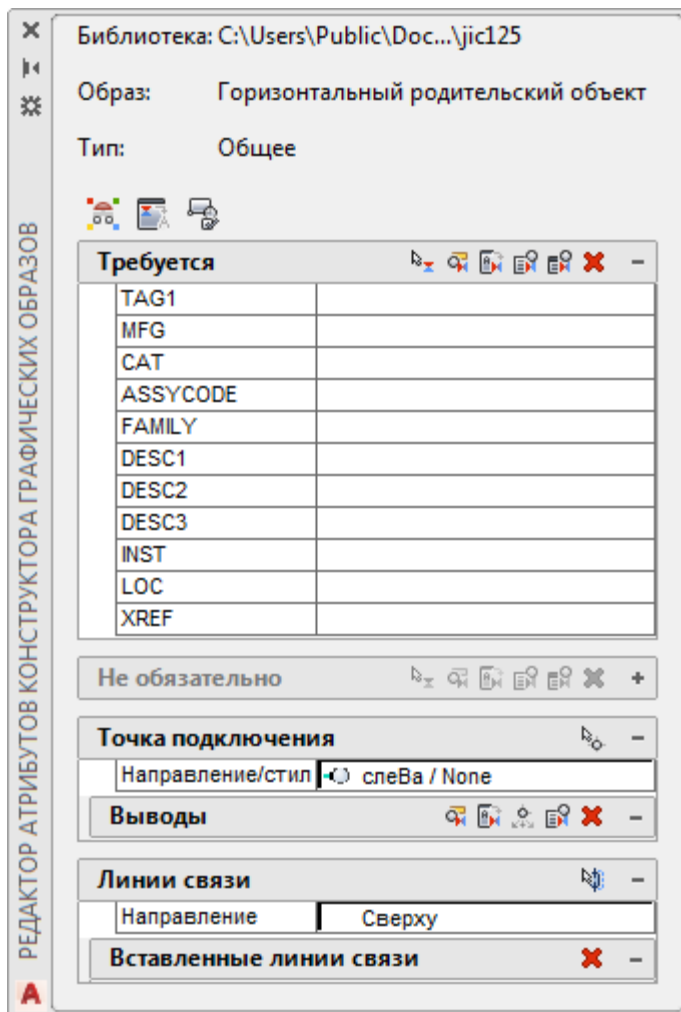 Библиотека: C:\Users\Public\Doc...\jic125
Образ: Горизонтальный родительский объект
Тип: Общее
Требуется
TAG1
MFG
CAT
ASSYCODE
FAMILY
DESC1
DESC2
DESC3
INST
LOC
XREF
Не обязательно
Точка подключения
Направление/стил слеВа / None
Выводы
Линии связи
Направление Сверху
Вставленные линии связи
РЕДАКТОР АТРИБУТОВ КОНСТРУКТОРА ГРАФИЧЕСКИХ ОБРАЗОВ
A